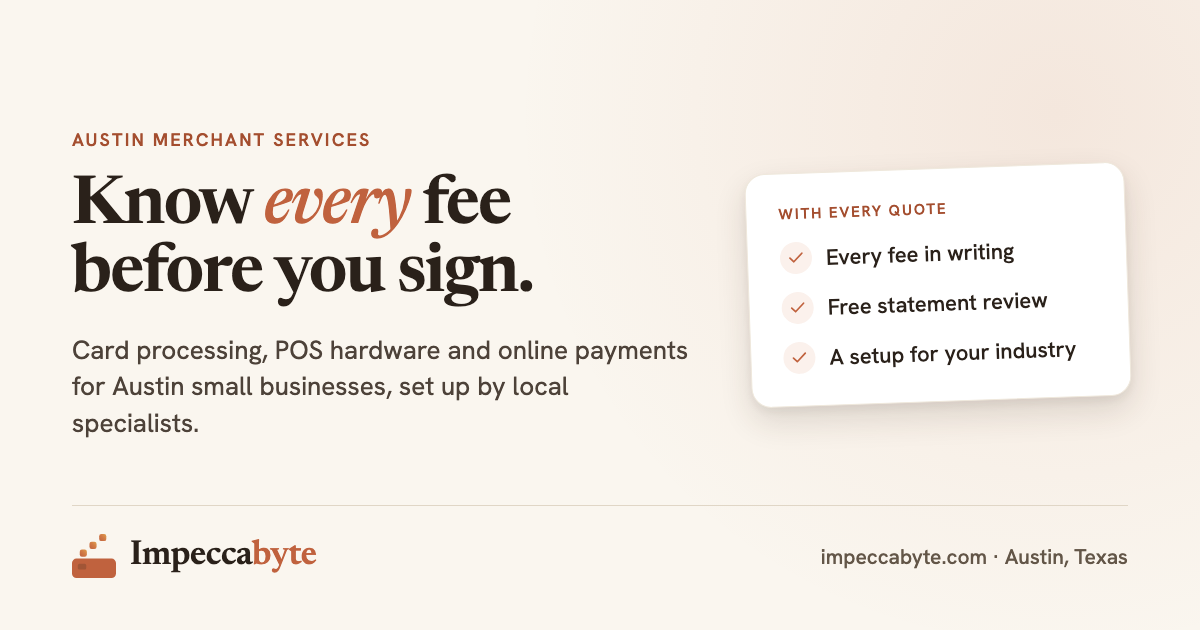 AUSTIN MERCHANT SERVICES
Know every fee
before you sign.
Card processing, POS hardware and online payments
for Austin small businesses, set up by local
specialists.
WITH EVERY QUOTE
Every fee in writing
Free statement review
A setup for your industry
Impeccabyte
impeccabyte.com · Austin, Texas